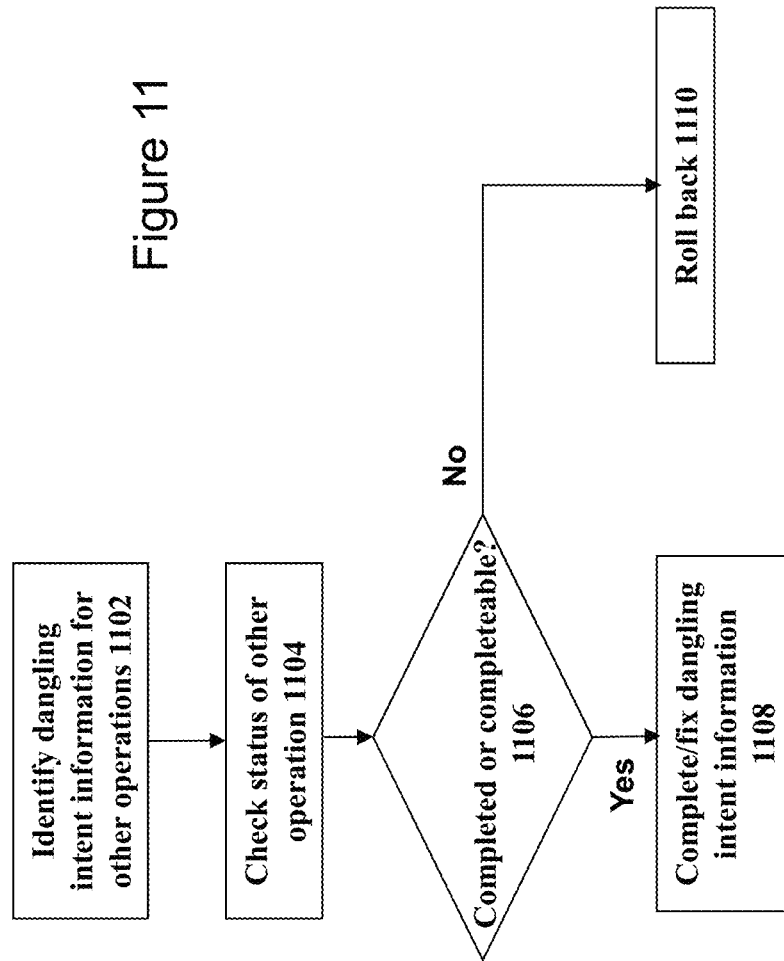 Figure 11
Identify dangling
intent information for
other operations 1102
Check status of other
operation 1104
Completed or completeable?
1106
No
Yes
Complete/fix dangling
intent information
1108
Roll back 1110